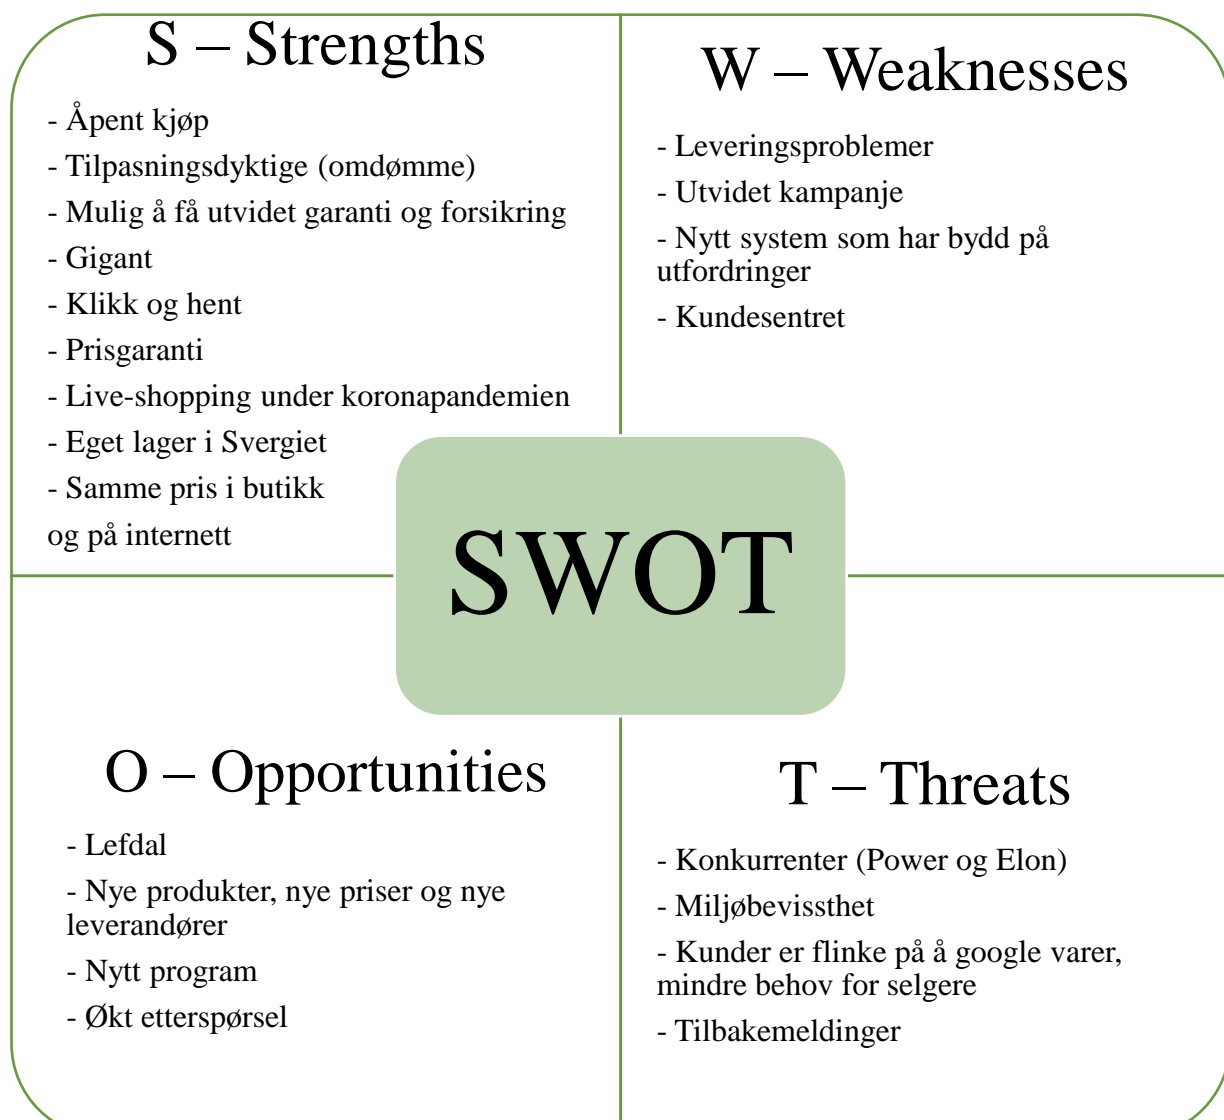 S – Strengths
- Åpent kjøp
- Tilpasningsdyktige (omdømme)
- Mulig å få utvidet garanti og forsikring
- Gigant
- Klikk og hent
- Prisgaranti
- Live-shopping under koronapandemien
- Eget lager i Svergiet
- Samme pris i butikk
og på internett
W – Weaknesses
- Leveringsproblemer
- Utvidet kampanje
- Nytt system som har bydd på
utfordringer
- Kundesentret
SWOT
O – Opportunities
- Lefdal
- Nye produkter, nye priser og nye
leverandører
- Nytt program
- Økt etterspørsel
T – Threats
- Konkurrenter (Power og Elon)
- Miljøbevissthet
- Kunder er flinke på å google varer,
mindre behov for selgere
- Tilbakemeldinger